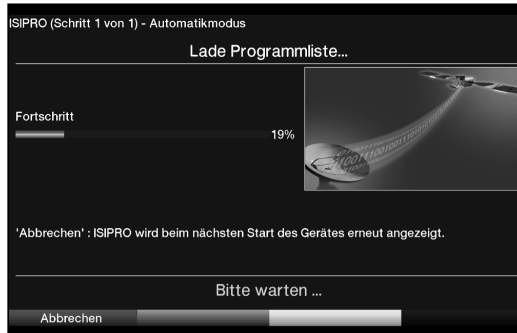 ISIPRO (Schritt 1 von 1) - Automatikmodus
Lade Programmliste...
Fortschritt
19%
'Abbrechen' : ISIPRO wird beim nächsten Start des Gerätes erneut angezeigt.
Bitte warten ...
Abbrechen